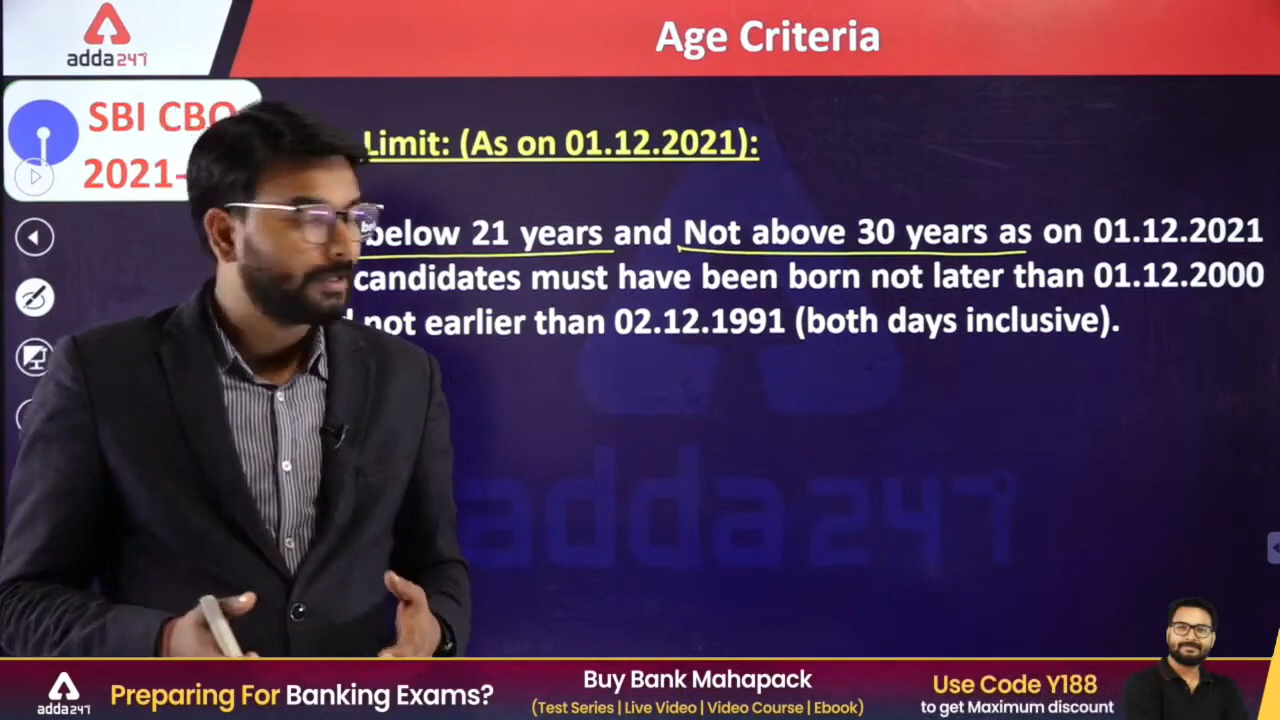 Age Criteria
adda247
SBI CBO
2021-
Limit: (As on 01.12.2021):
below 21 years and Not above 30 years as on 01.12.2021
candidates must have been born not later than 01.12.2000
not earlier than 02.12.1991 (both days inclusive).
adda247
adda247
Preparing For Banking Exams?
Buy Bank Mahapack
(Test Series | Live Video | Video Course | Ebook)
Use Code Y188
to get Maximum discount